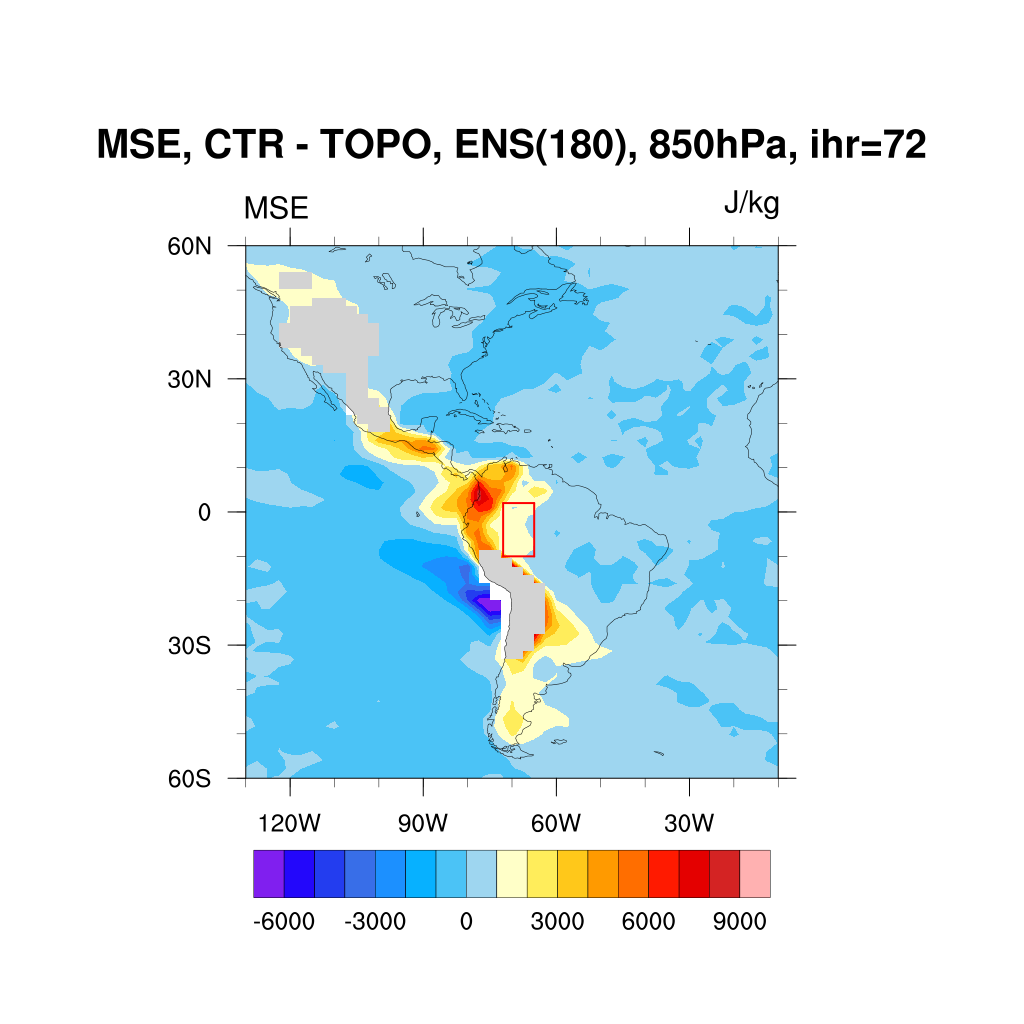 MSE, CTR - TOPO, ENS(180), 850hPa, ihr=72
MSE J/kg
60N
30N
0
30S
60S
120W 90W 60W 30W
-6000 -3000 0 3000 6000 9000